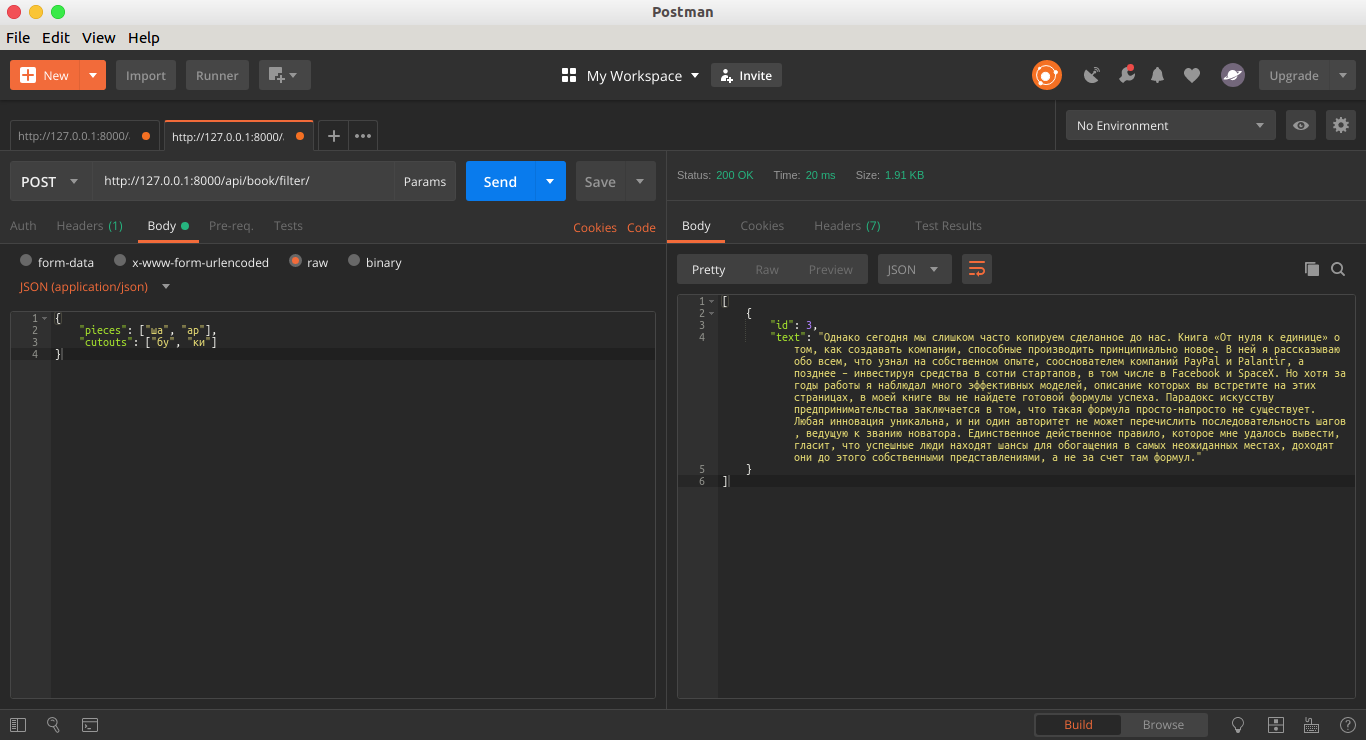 Postman
File Edit View Help
New Import Runner My Workspace Invite Upgrade
http://127.0.0.1:8000/ http://127.0.0.1:8000/ No Environment
POST http://127.0.0.1:8000/api/book/filter/ Params Send Save
Auth Headers (1) Body Pre-req. Tests Cookies Code
form-data x-www-form-urlencoded raw binary
JSON (application/json)
1 {
2 "pieces": ["ша", "ар"],
3 "cutouts": ["бу", "ки"]
4 }
Status: 200 OK Time: 20 ms Size: 1.91 KB
Body Cookies Headers (7) Test Results
Pretty Raw Preview JSON
1 [
2 {
3 "id": 3,
4 "text": "Однако сегодня мы слишком часто копируем сделанное до нас. Книга «От нуля к единице» о
том, как создавать компании, способные производить принципиально новое. В ней я рассказываю
обо всем, что узнал на собственном опыте, сооснователем компаний PayPal и Palantir, а
позднее – инвестируя средства в сотни стартапов, в том числе в Facebook и SpaceX. Но хотя за
годы работы я наблюдал много эффективных моделей, описание которых вы встретите на этих
страницах, в моей книге вы не найдете готовой формулы успеха. Парадокс искусству
предпринимательства заключается в том, что такая формула просто-напросто не существует.
Любая инновация уникальна, и ни один авторитет не может перечислить последовательность шагов
, ведущую к званию новатора. Единственное действенное правило, которое мне удалось вывести,
гласит, что успешные люди находят шансы для обогащения в самых неожиданных местах, доходят
они до этого собственными представлениями, а не за счет там формул."
5 }
6 ]
Build Browse